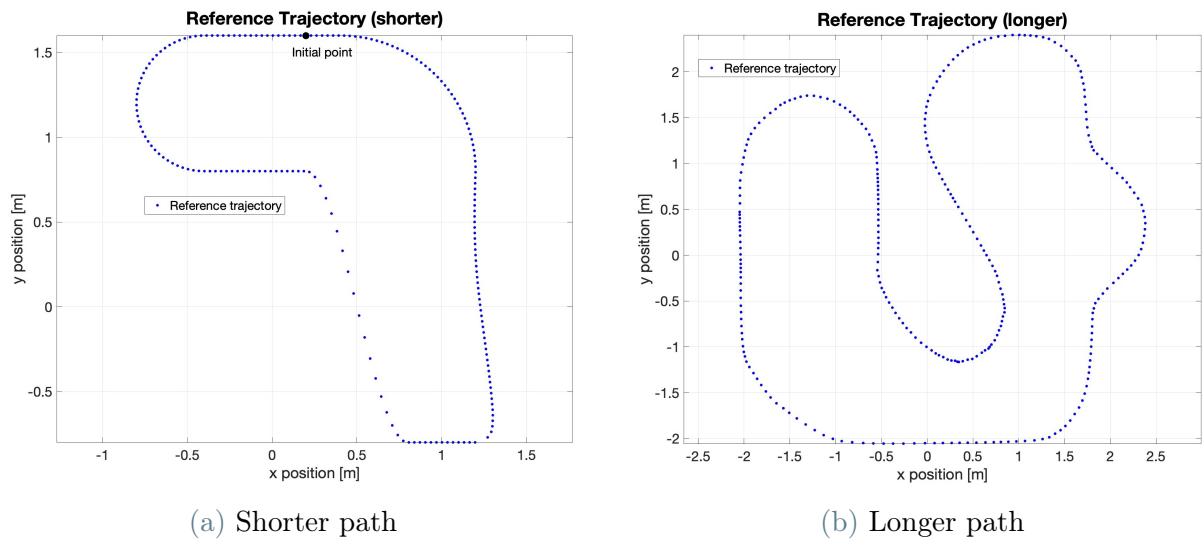 Reference Trajectory (shorter)
Initial point
1.5
1
0.5
0
-0.5
y position [m]
Reference trajectory
-1
-0.5
0
0.5
1
1.5
x position [m]
(a) Shorter path
Reference Trajectory (longer)
Reference trajectory
2
1.5
1
0.5
0
-0.5
-1
-1.5
-2
y position [m]
-2.5
-2
-1.5
-1
-0.5
0
0.5
1
1.5
2
2.5
x position [m]
(b) Longer path